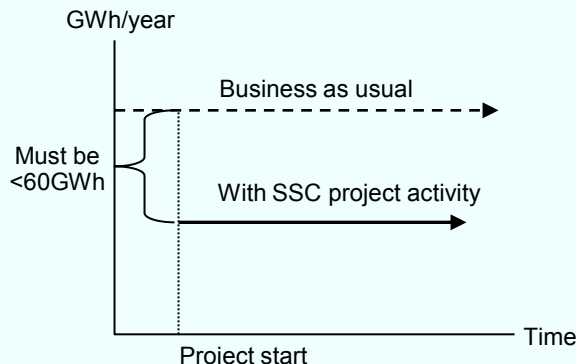 GWh/year
Business as usual
Must be
<60GWh
With SSC project activity
Time
Project start